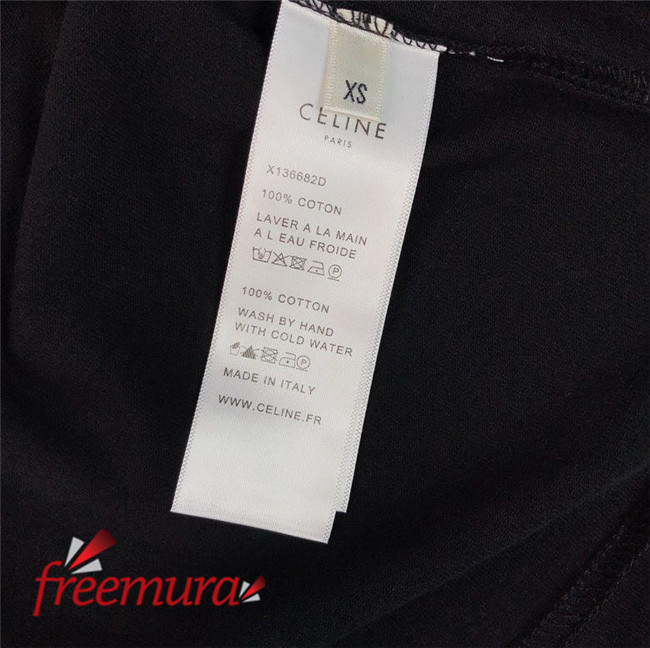 XS
CELINE
PARIS
X136682D
100% COTON
LAVER A LA MAIN
A L EAU FROIDE
P
100% COTTON
WASH BY HAND
WITH COLD WATER
P
MADE IN ITALY
WWW.CELINE.FR
freemura